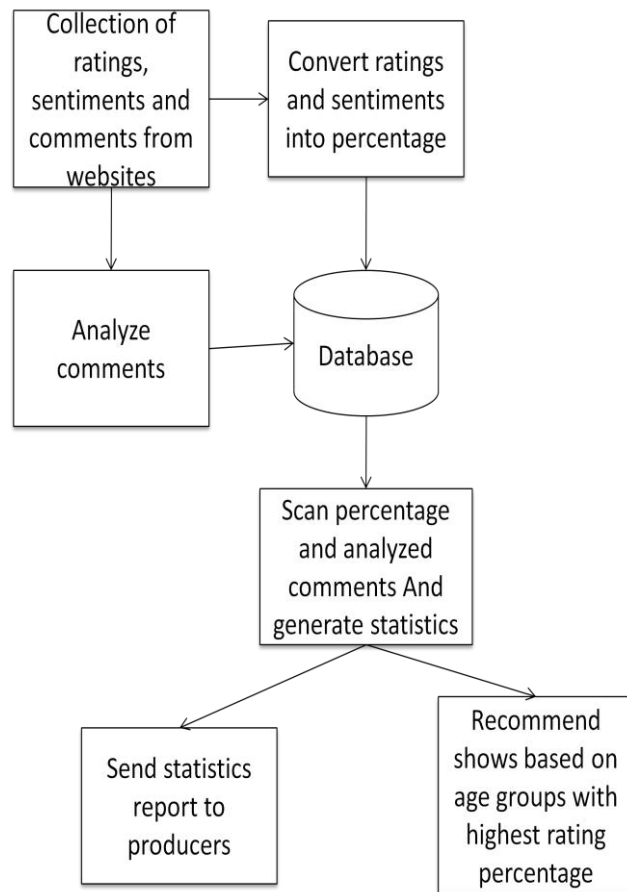 Collection of
ratings,
sentiments and
comments from
websites
Convert ratings
and sentiments
into percentage
Analyze
comments
Database
Scan percentage
and analyzed
comments And
generate statistics
Send statistics
report to
producers
Recommend
shows based on
age groups with
highest rating
percentage